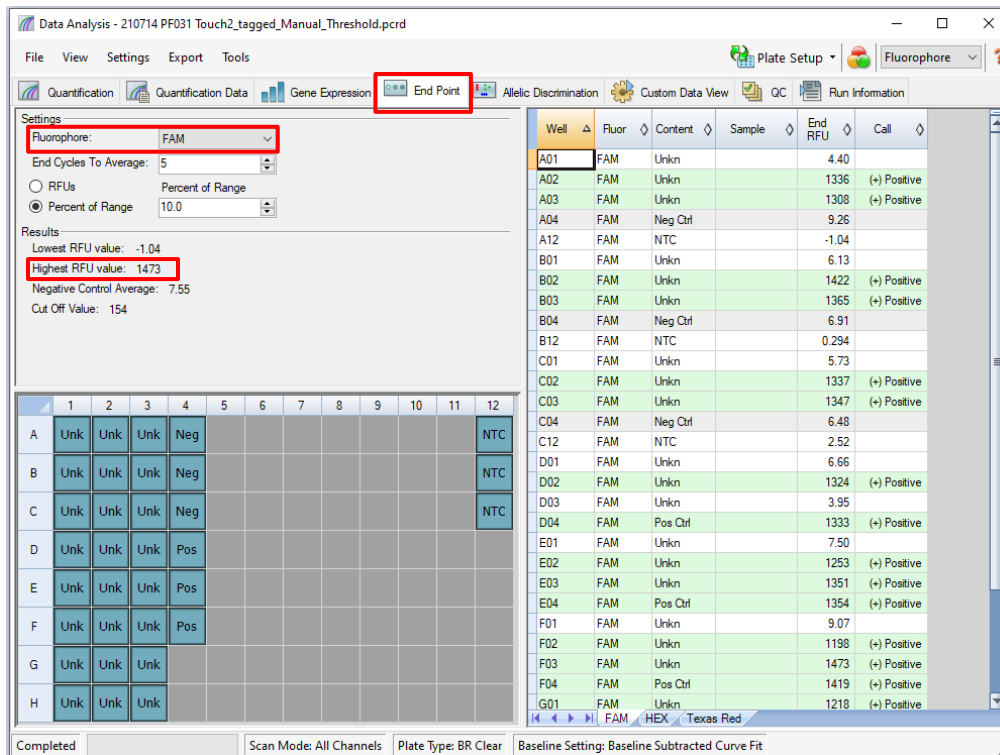 Data Analysis - 210714 PF031 Touch2_tagged_Manual_Threshold.pcrd
File View Settings Export Tools Plate Setup Fluorophore ?
Quantification Quantification Data Gene Expression End Point Allelic Discrimination Custom Data View QC Run Information
Settings
Fluorophore: FAM
End Cycles To Average: 5
RFUs Percent of Range
Percent of Range 10.0
Results
Lowest RFU value: -1.04
Highest RFU value: 1473
Negative Control Average: 7.55
Cut Off Value: 154
1 2 3 4 5 6 7 8 9 10 11 12
A Unk Unk Unk Neg NTC
B Unk Unk Unk Neg NTC
C Unk Unk Unk Neg NTC
D Unk Unk Unk Pos
E Unk Unk Unk Pos
F Unk Unk Unk Pos
G Unk Unk Unk
H Unk Unk Unk
Well Fluor Content Sample End RFU Call
A01 FAM Unkn 4.40
A02 FAM Unkn 1336 (+) Positive
A03 FAM Unkn 1308 (+) Positive
A04 FAM Neg Ctrl 9.26
A12 FAM NTC -1.04
B01 FAM Unkn 6.13
B02 FAM Unkn 1422 (+) Positive
B03 FAM Unkn 1365 (+) Positive
B04 FAM Neg Ctrl 6.91
B12 FAM NTC 0.294
C01 FAM Unkn 5.73
C02 FAM Unkn 1337 (+) Positive
C03 FAM Unkn 1347 (+) Positive
C04 FAM Neg Ctrl 6.48
C12 FAM NTC 2.52
D01 FAM Unkn 6.66
D02 FAM Unkn 1324 (+) Positive
D03 FAM Unkn 3.95
D04 FAM Pos Ctrl 1333 (+) Positive
E01 FAM Unkn 7.50
E02 FAM Unkn 1253 (+) Positive
E03 FAM Unkn 1351 (+) Positive
E04 FAM Pos Ctrl 1354 (+) Positive
F01 FAM Unkn 9.07
F02 FAM Unkn 1198 (+) Positive
F03 FAM Unkn 1473 (+) Positive
F04 FAM Pos Ctrl 1419 (+) Positive
G01 FAM Unkn 1218 (+) Positive
FAM HEX Texas Red
Completed Scan Mode: All Channels Plate Type: BR Clear Baseline Setting: Baseline Subtracted Curve Fit